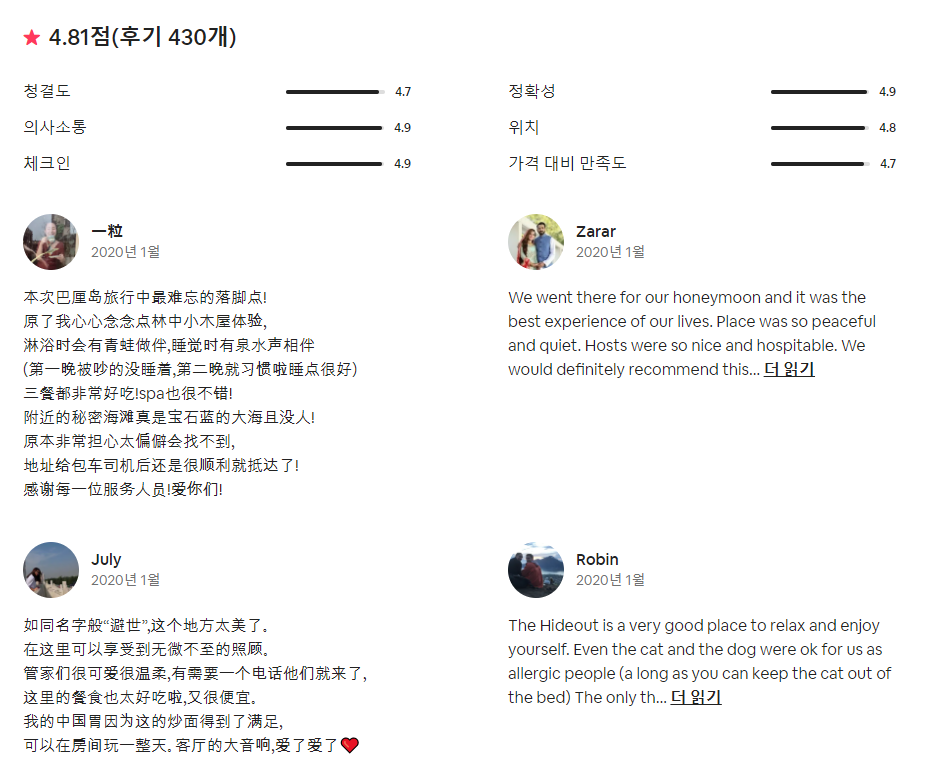 4.81점(후기 430개)
청결도 4.7
정확성 4.9
의사소통 4.9
위치 4.8
체크인 4.9
가격 대비 만족도 4.7
一粒
2020년 1월
本次巴厘岛旅行中最难忘的落脚点!
原了我心心念念点林中小木屋体验,
淋浴时会有青蛙做伴,睡觉时有泉水声相伴
(第一晚被吵的没睡着,第二晚就习惯啦睡点很好)
三餐都非常好吃!spa也很不错!
附近的秘密海滩真是宝石蓝的大海且没人!
原本非常担心太偏僻会找不到,
地址给包车司机后还是很顺利就抵达了!
感谢每一位服务人员!爱你们!
Zarar
2020년 1월
We went there for our honeymoon and it was the
best experience of our lives. Place was so peaceful
and quiet. Hosts were so nice and hospitable. We
would definitely recommend this... 더 읽기
July
2020년 1월
如同名字般“避世”,这个地方太美了。
在这里可以享受到无微不至的照顾。
管家们很可爱很温柔,有需要一个电话他们就来了,
这里的餐食也太好吃啦,又很便宜。
我的中国胃因为这的炒面得到了满足,
可以在房间玩一整天。客厅的大音响,爱了爱了❤️
Robin
2020년 1월
The Hideout is a very good place to relax and enjoy
yourself. Even the cat and the dog were ok for us as
allergic people (a long as you can keep the cat out of
the bed) The only th... 더 읽기